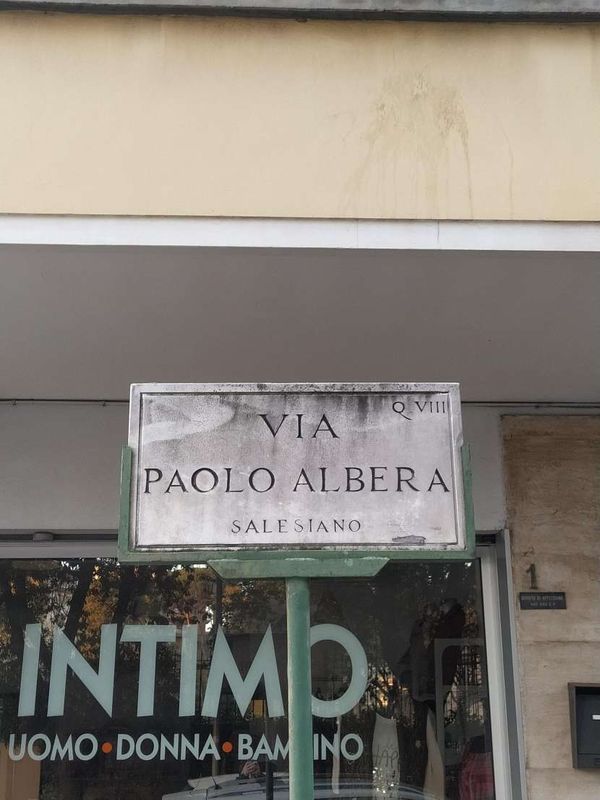 Q VIII
VIA
PAOLO ALBERA
SALESIANO
1
INTIMO
UOMO • DONNA • BAMBINO